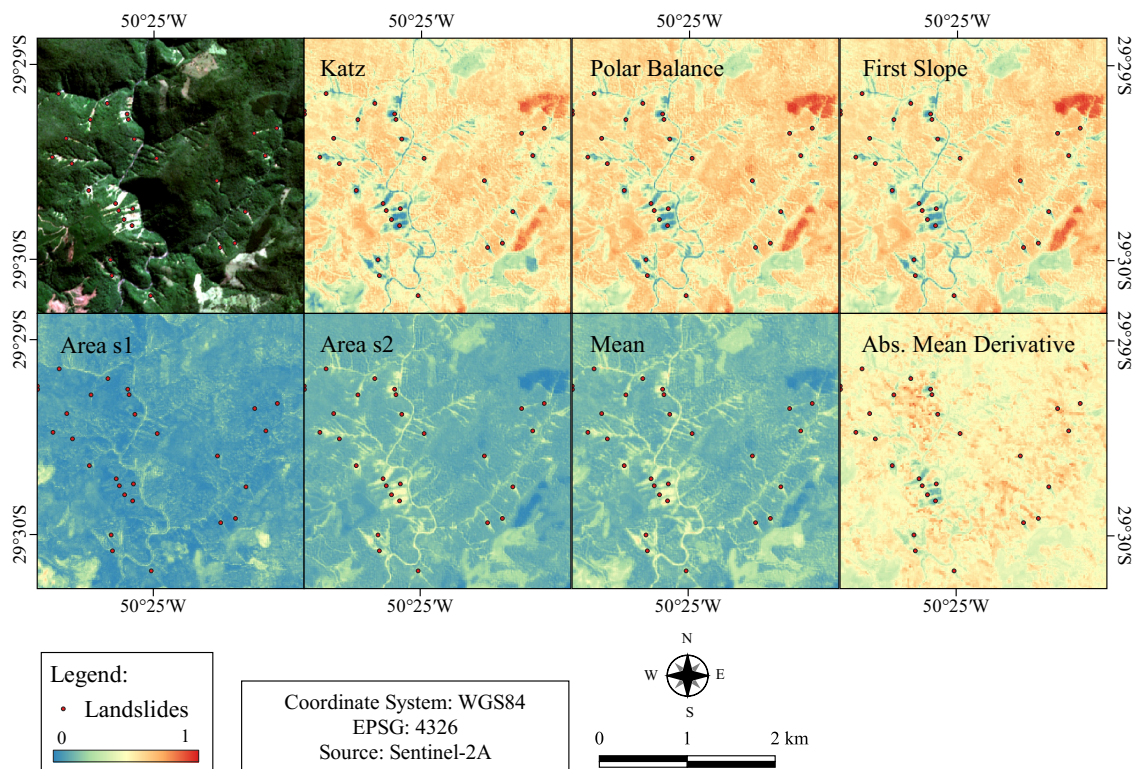 50°25′W 50°25′W 50°25′W 50°25′W
29°29′S 29°29′S
Katz Polar Balance First Slope
29°30′S 29°30′S
29°29′S 29°29′S
Area s1 Area s2 Mean Abs. Mean Derivative
29°30′S 29°30′S
50°25′W 50°25′W 50°25′W 50°25′W
Legend:
Landslides
0 1
Coordinate System: WGS84
EPSG: 4326
Source: Sentinel-2A
N
W E
S
0 1 2 km